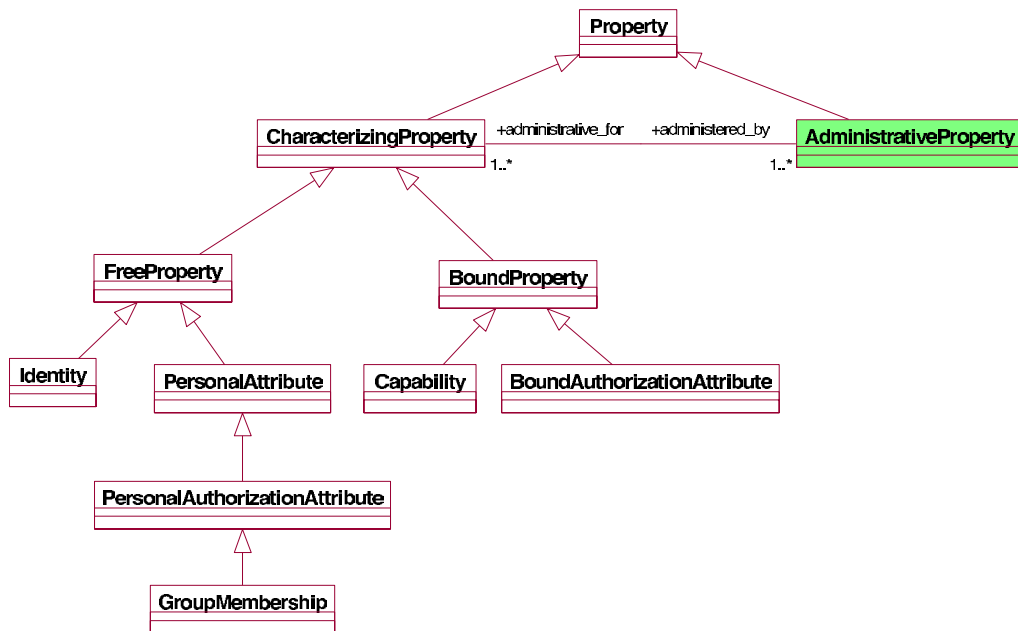 Property
CharacterizingProperty
+administrative_for
+administered_by
AdministrativeProperty
1..*
1..*
FreeProperty
BoundProperty
Identity
PersonalAttribute
Capability
BoundAuthorizationAttribute
PersonalAuthorizationAttribute
GroupMembership